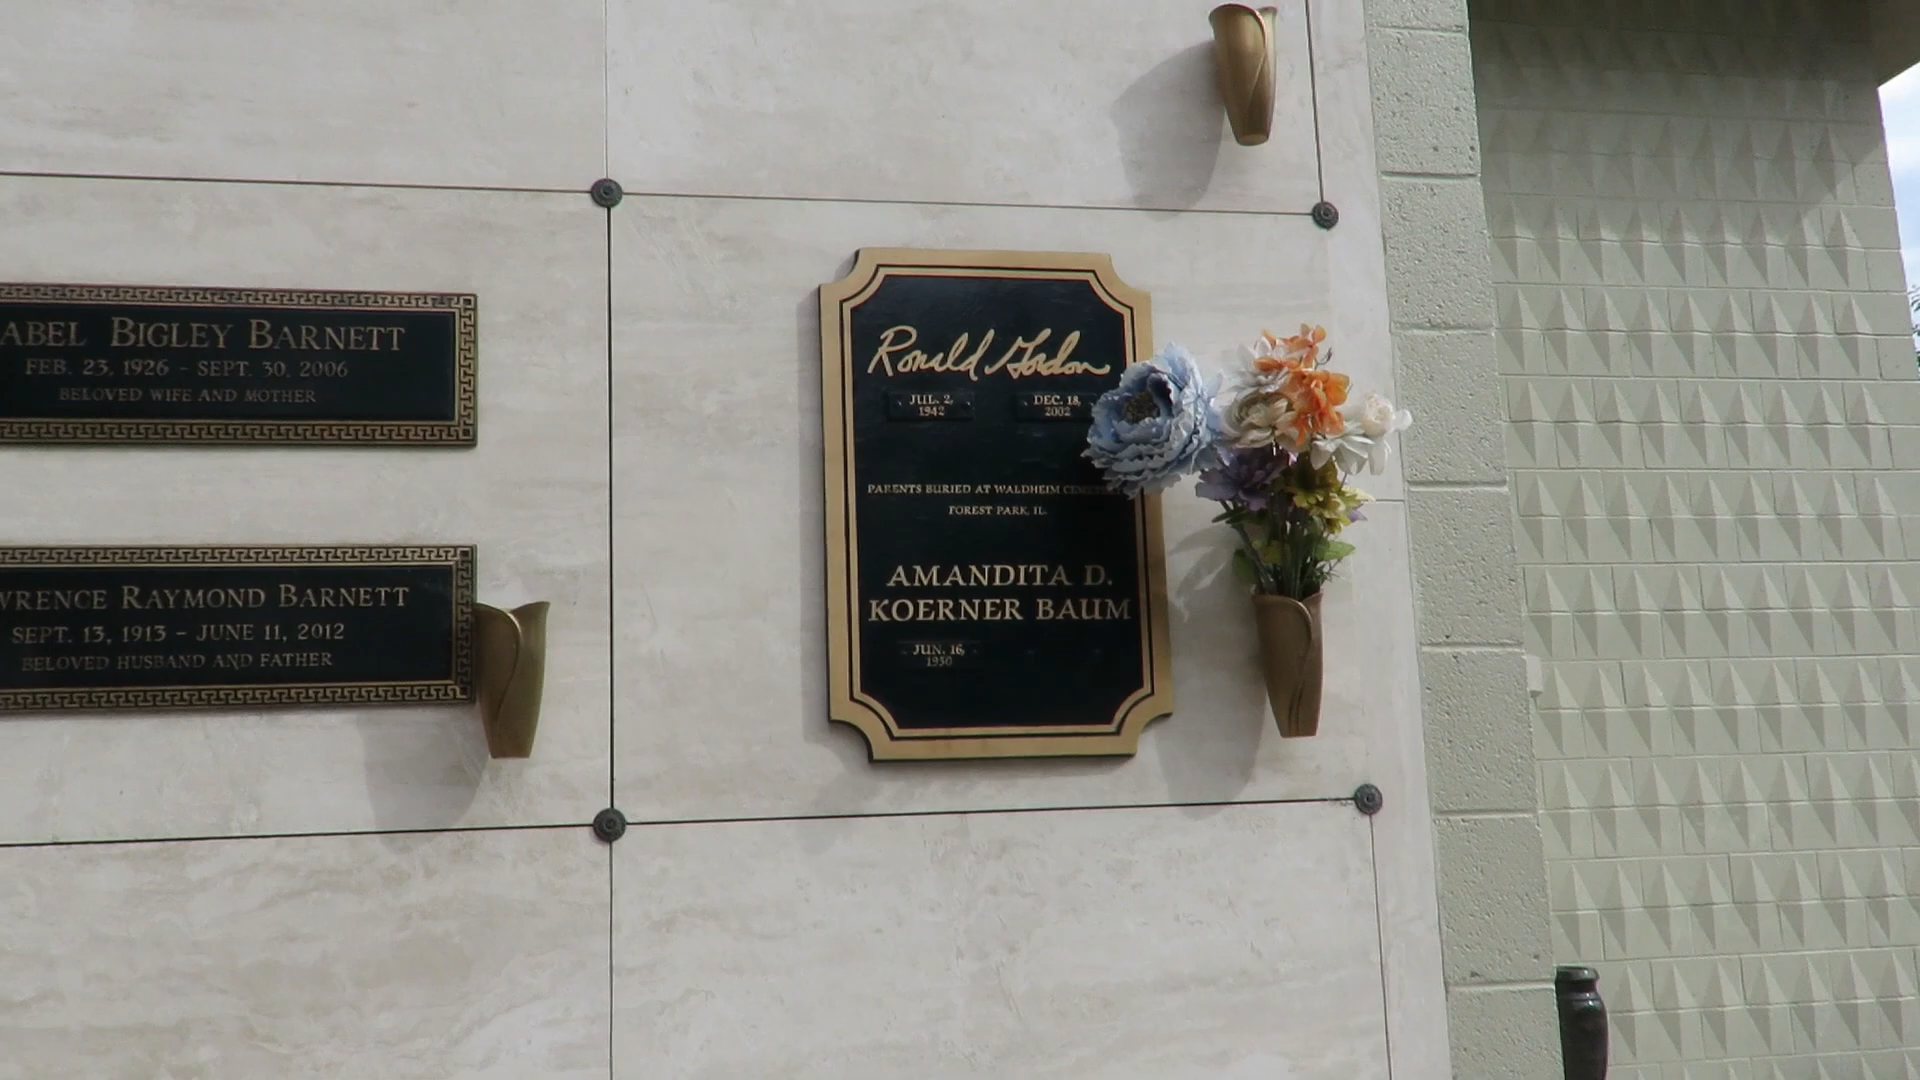 ABEL BIGLEY BARNETT
FEB. 23, 1926 - SEPT. 30, 2006
BELOVED WIFE AND MOTHER
WRENCE RAYMOND BARNETT
SEPT. 13, 1913 - JUNE 11, 2012
BELOVED HUSBAND AND FATHER
Ronald Gordon
JUL. 2, DEC. 18,
1942 2002
PARENTS BURIED AT WALDHEIM
FOREST PARK, IL.
AMANDITA D.
KOERNER BAUM
JUN. 16,
1950